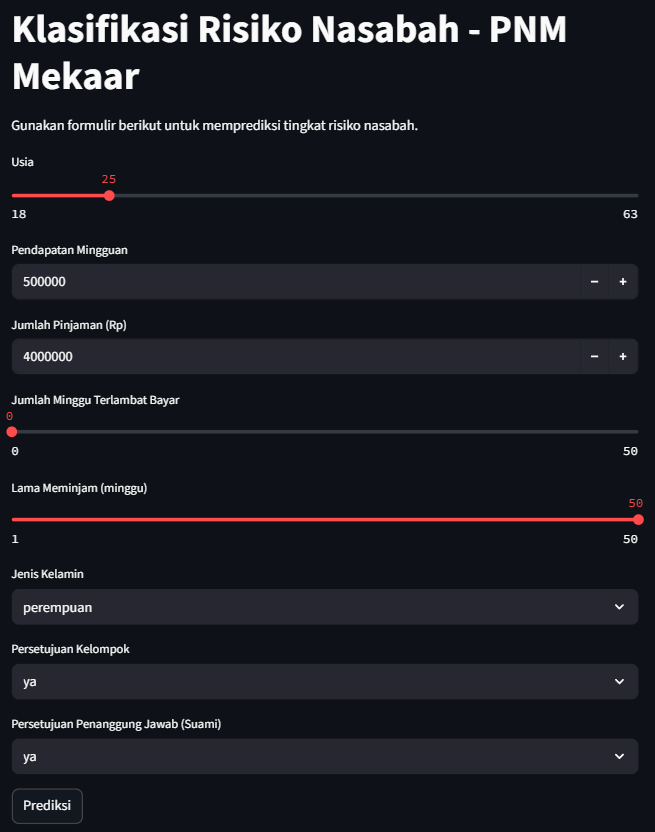 Klasifikasi Risiko Nasabah - PNM
Mekaar
Gunakan formulir berikut untuk memprediksi tingkat risiko nasabah.
Usia
25
18 63
Pendapatan Mingguan
500000 − +
Jumlah Pinjaman (Rp)
4000000 − +
Jumlah Minggu Terlambat Bayar
0
0 50
Lama Meminjam (minggu)
50
1 50
Jenis Kelamin
perempuan
Persetujuan Kelompok
ya
Persetujuan Penanggung Jawab (Suami)
ya
Prediksi